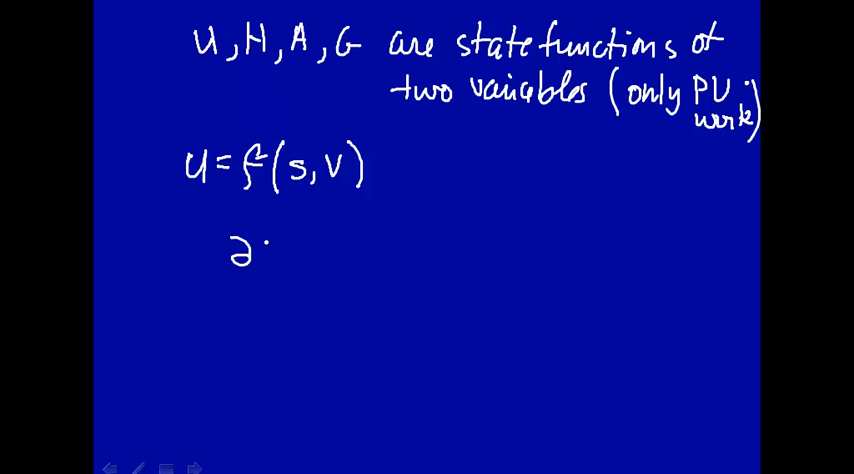 U, H, A, G are state functions of
two variables (only PV
work)
U = f(S, V)
∂